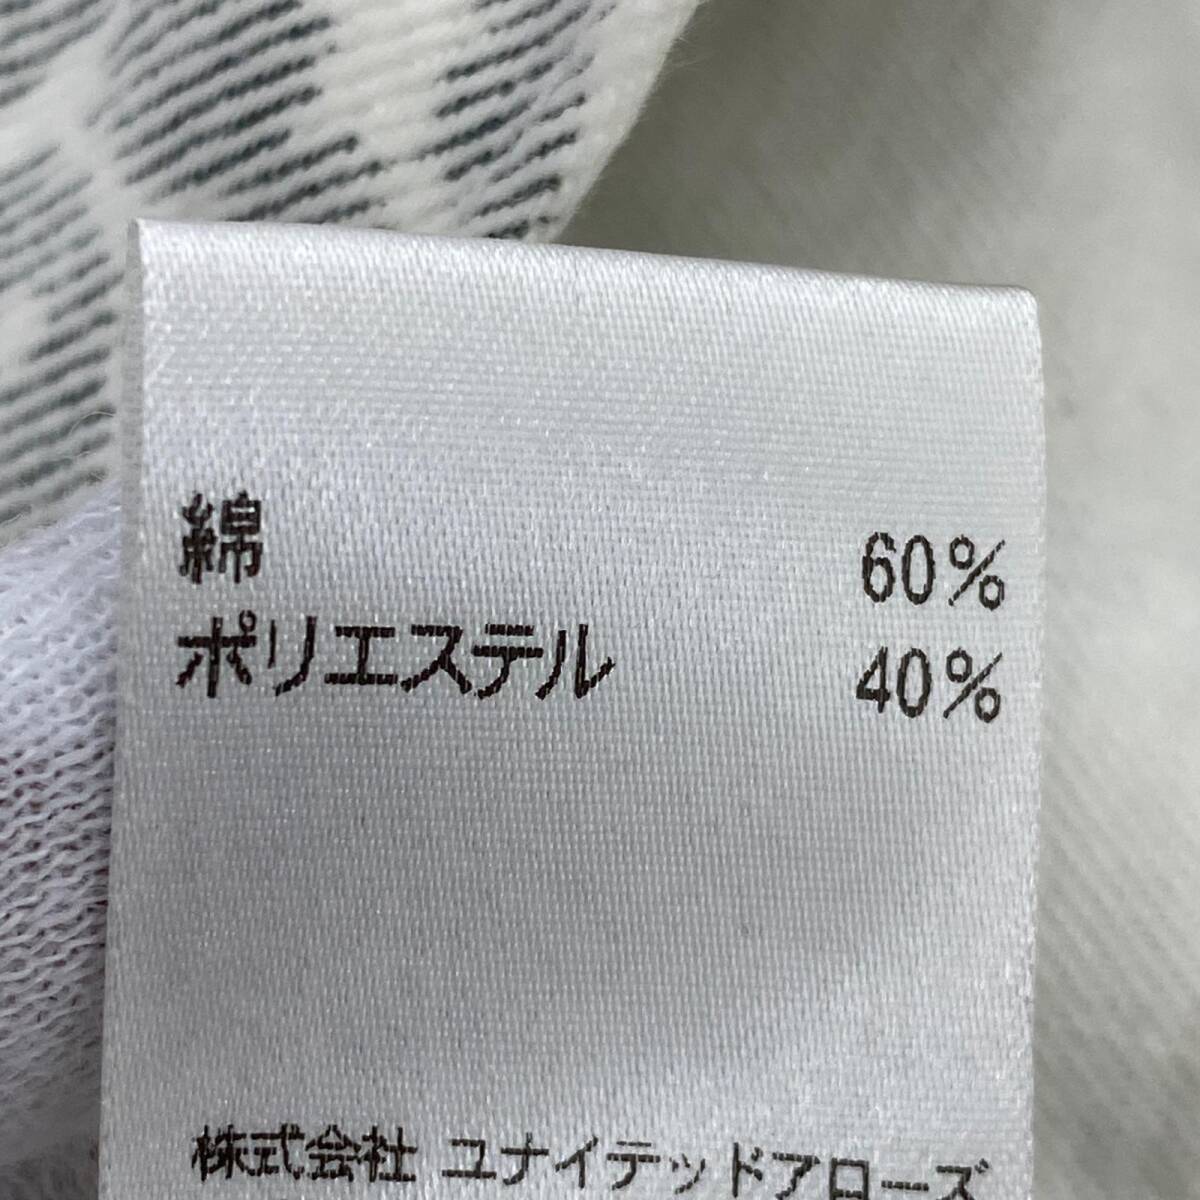 綿 60%
ポリエステル 40%
株式会社 ユナイテッドアローズ